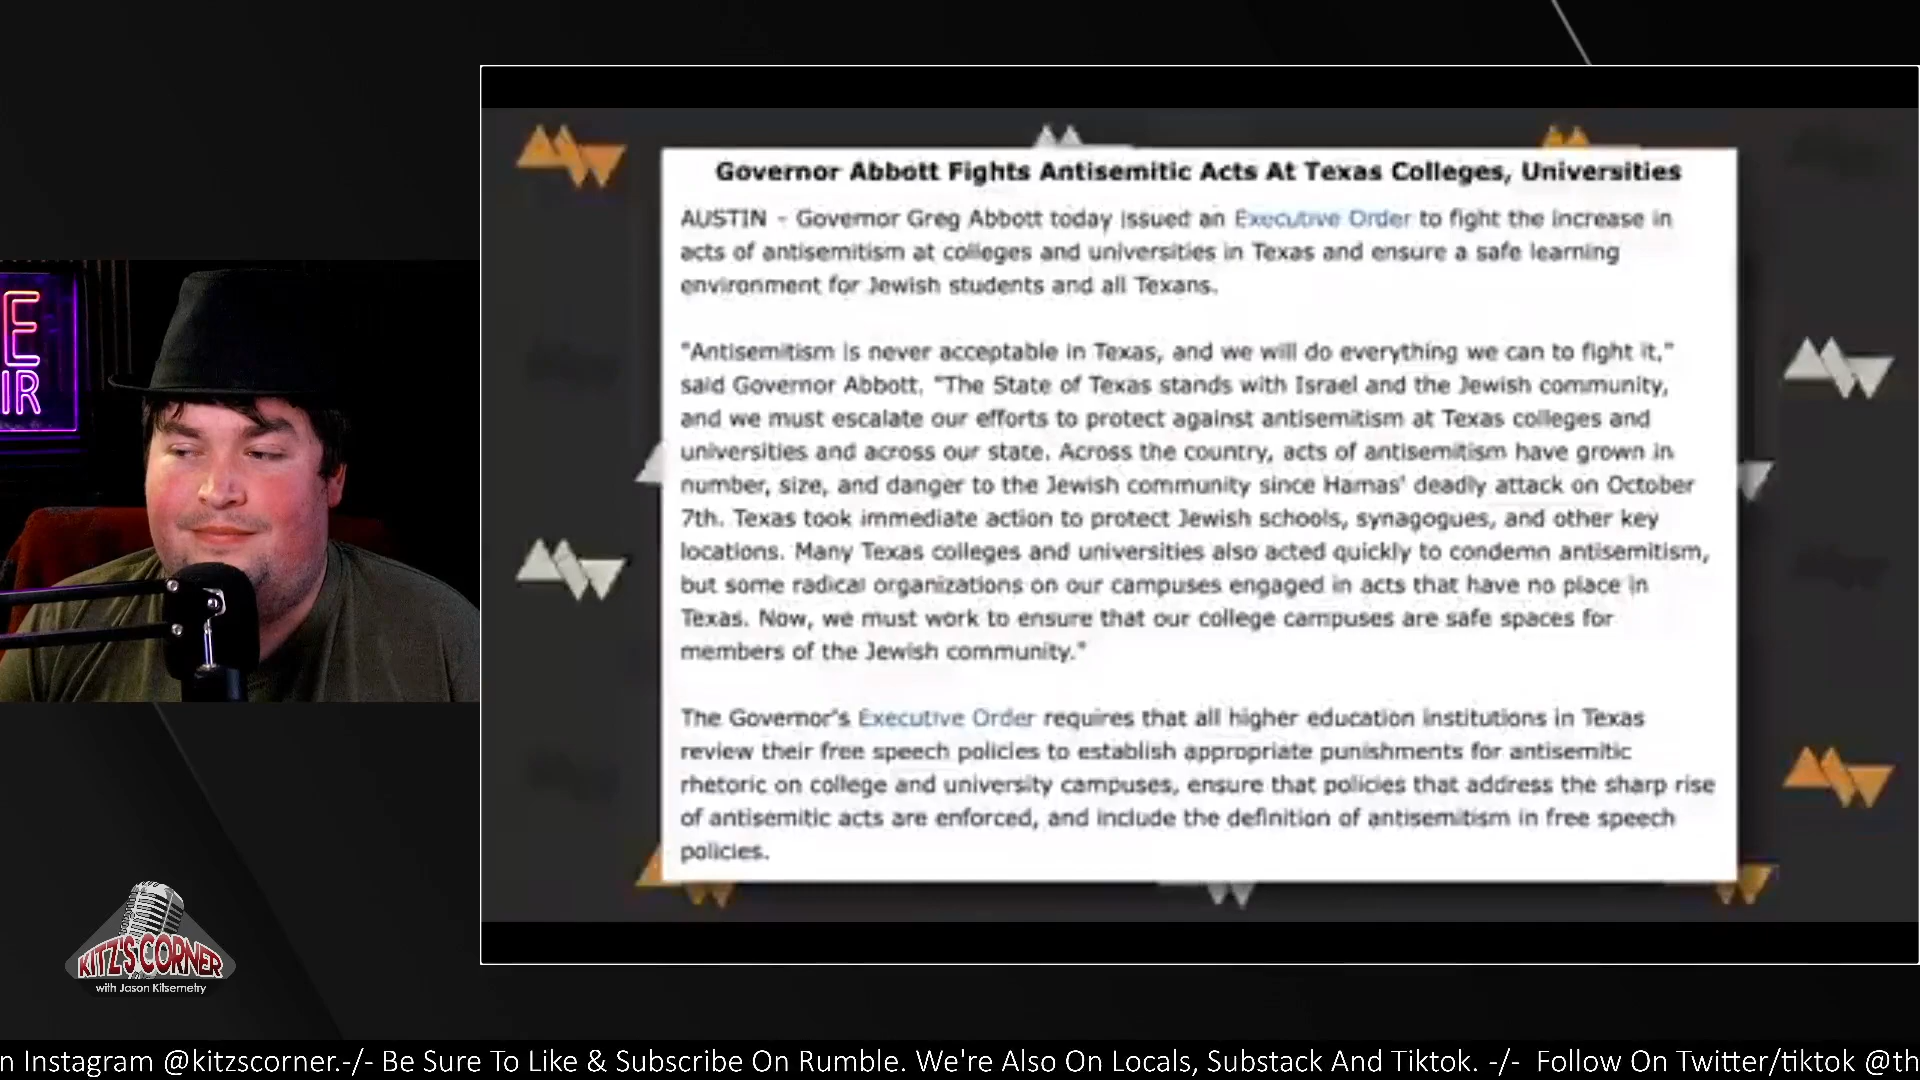 E
IR
Governor Abbott Fights Antisemitic Acts At Texas Colleges, Universities
AUSTIN - Governor Greg Abbott today issued an Executive Order to fight the increase in
acts of antisemitism at colleges and universities in Texas and ensure a safe learning
environment for Jewish students and all Texans.
"Antisemitism is never acceptable in Texas, and we will do everything we can to fight it,"
said Governor Abbott. "The State of Texas stands with Israel and the Jewish community,
and we must escalate our efforts to protect against antisemitism at Texas colleges and
universities and across our state. Across the country, acts of antisemitism have grown in
number, size, and danger to the Jewish community since Hamas' deadly attack on October
7th. Texas took immediate action to protect Jewish schools, synagogues, and other key
locations. Many Texas colleges and universities also acted quickly to condemn antisemitism,
but some radical organizations on our campuses engaged in acts that have no place in
Texas. Now, we must work to ensure that our college campuses are safe spaces for
members of the Jewish community."
The Governor's Executive Order requires that all higher education institutions in Texas
review their free speech policies to establish appropriate punishments for antisemitic
rhetoric on college and university campuses, ensure that policies that address the sharp rise
of antisemitic acts are enforced, and include the definition of antisemitism in free speech
policies.
KITZ'S CORNER
with Jason Kitsemetry
n Instagram @kitzscorner.-/- Be Sure To Like & Subscribe On Rumble. We're Also On Locals, Substack And Tiktok. -/- Follow On Twitter/tiktok @th